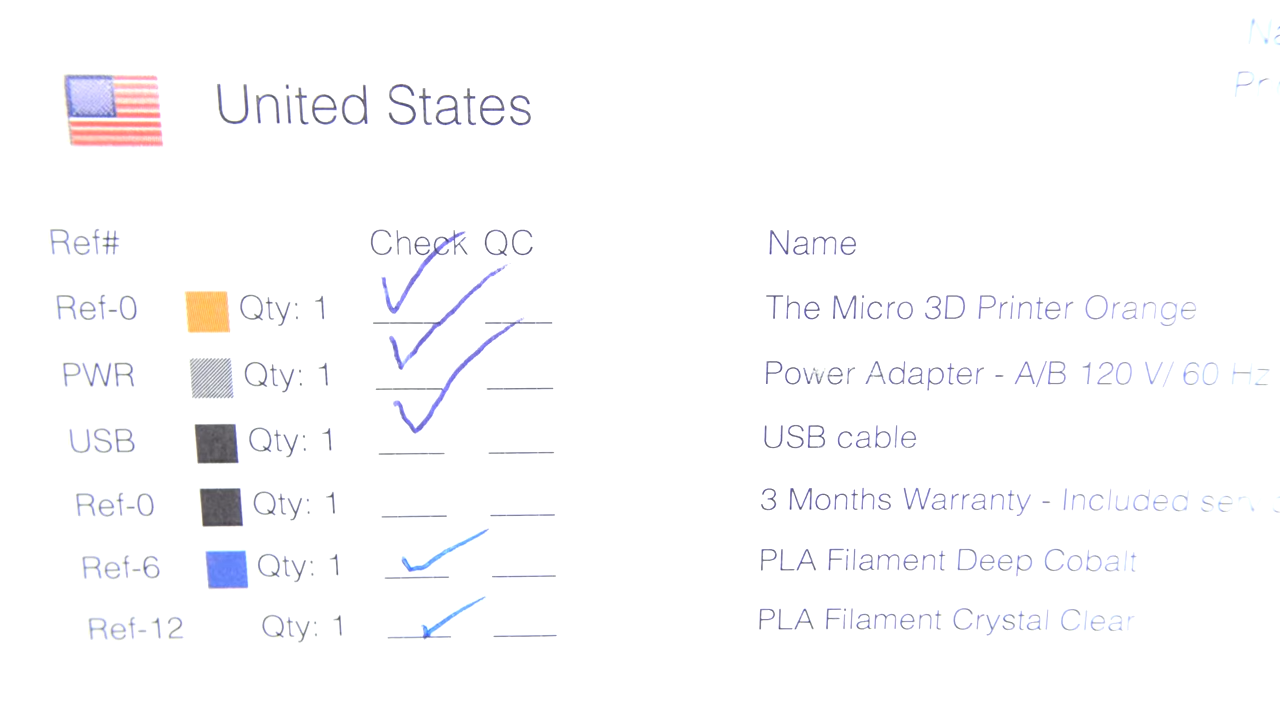 United States
Ref# Check QC Name
Ref-0 Qty: 1 The Micro 3D Printer Orange
PWR Qty: 1 Power Adapter - A/B 120 V/ 60 Hz
USB Qty: 1 USB cable
Ref-0 Qty: 1 3 Months Warranty - Included
Ref-6 Qty: 1 PLA Filament Deep Cobalt
Ref-12 Qty: 1 PLA Filament Crystal Clear